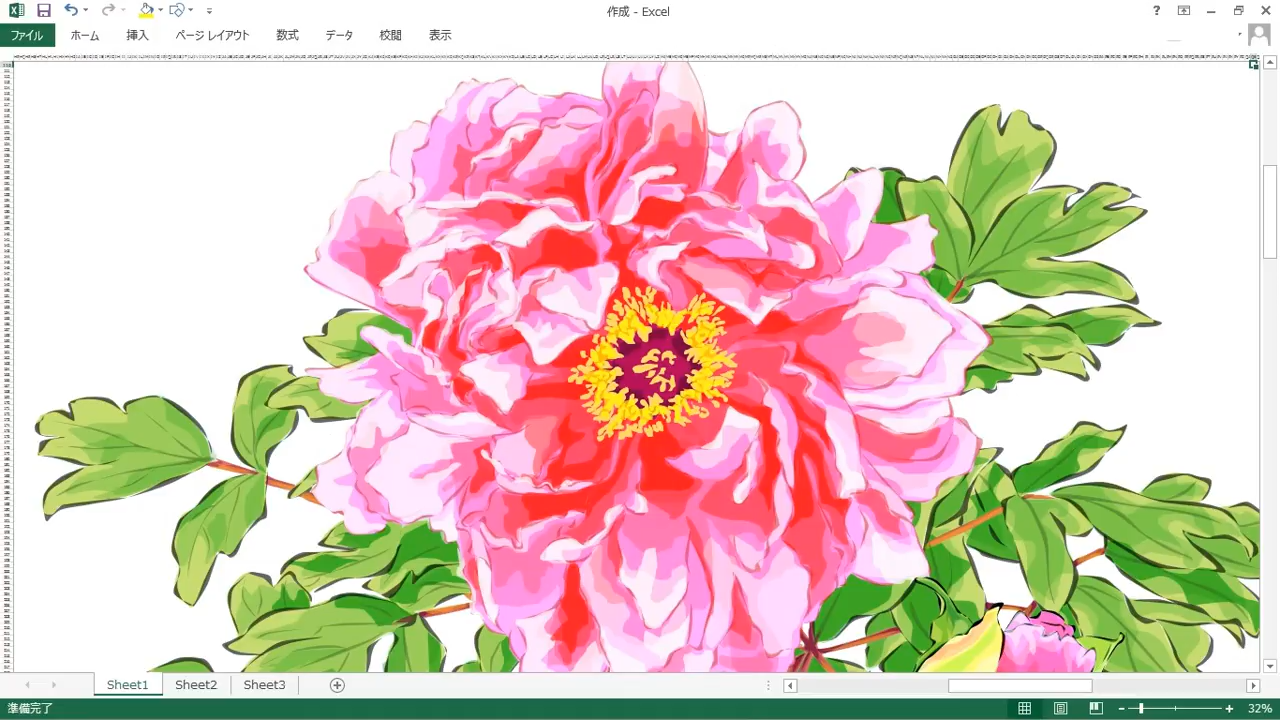 作成 - Excel
?
ファイル ホーム 挿入 ページ レイアウト 数式 データ 校閲 表示
Sheet1 Sheet2 Sheet3
準備完了 32%